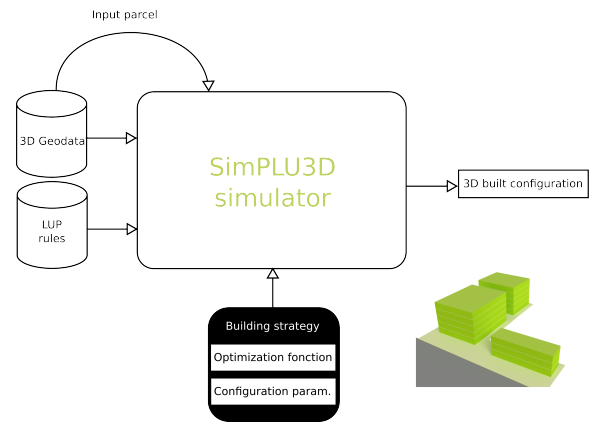 Input parcel
3D Geodata
SimPLU3D
simulator
3D built configuration
LUP
rules
Building strategy
Optimization fonction
Configuration param.